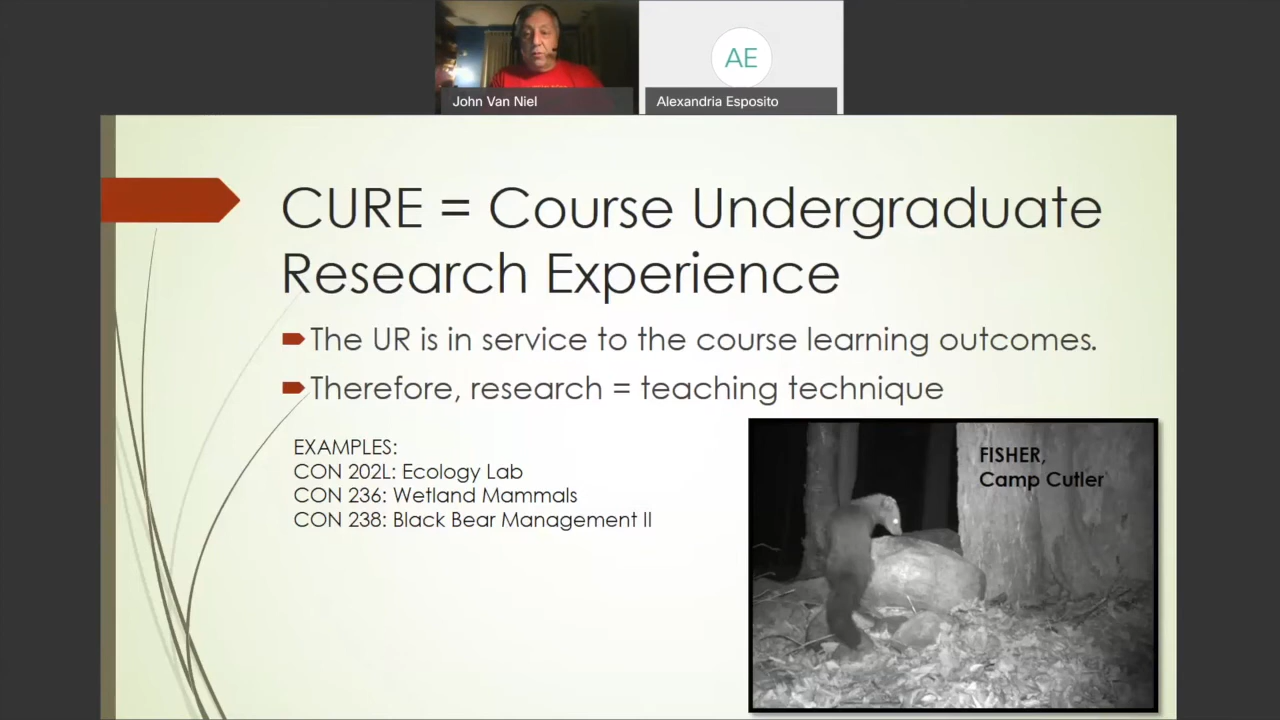 John Van Niel
AE
Alexandria Esposito
CURE = Course Undergraduate
Research Experience
The UR is in service to the course learning outcomes.
Therefore, research = teaching technique
EXAMPLES:
CON 202L: Ecology Lab
CON 236: Wetland Mammals
CON 238: Black Bear Management II
FISHER,
Camp Cutler